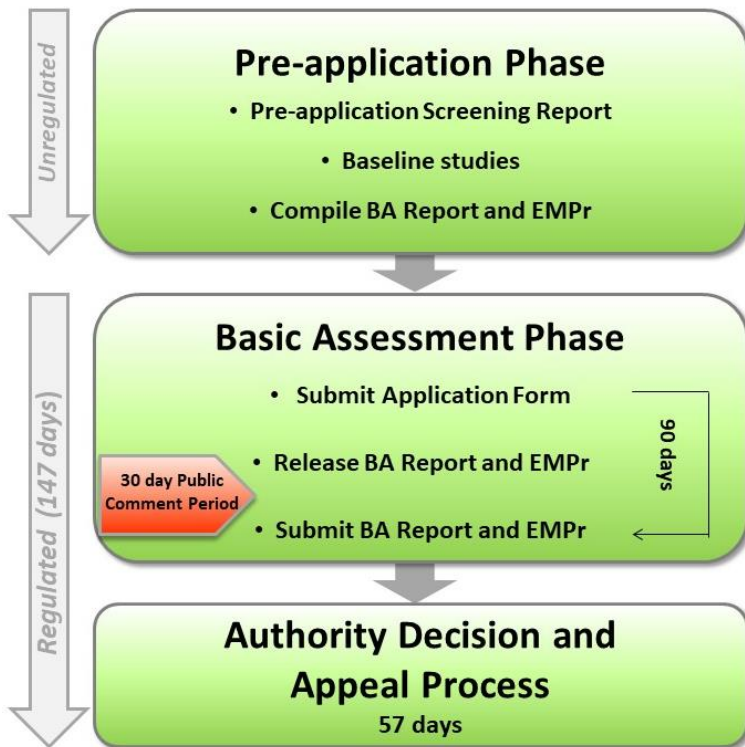 Unregulated
Pre-application Phase
• Pre-application Screening Report
• Baseline studies
• Compile BA Report and EMPr
Regulated (147 days)
Basic Assessment Phase
• Submit Application Form
90 days
30 day Public
Comment Period
• Release BA Report and EMPr
• Submit BA Report and EMPr
Authority Decision and
Appeal Process
57 days